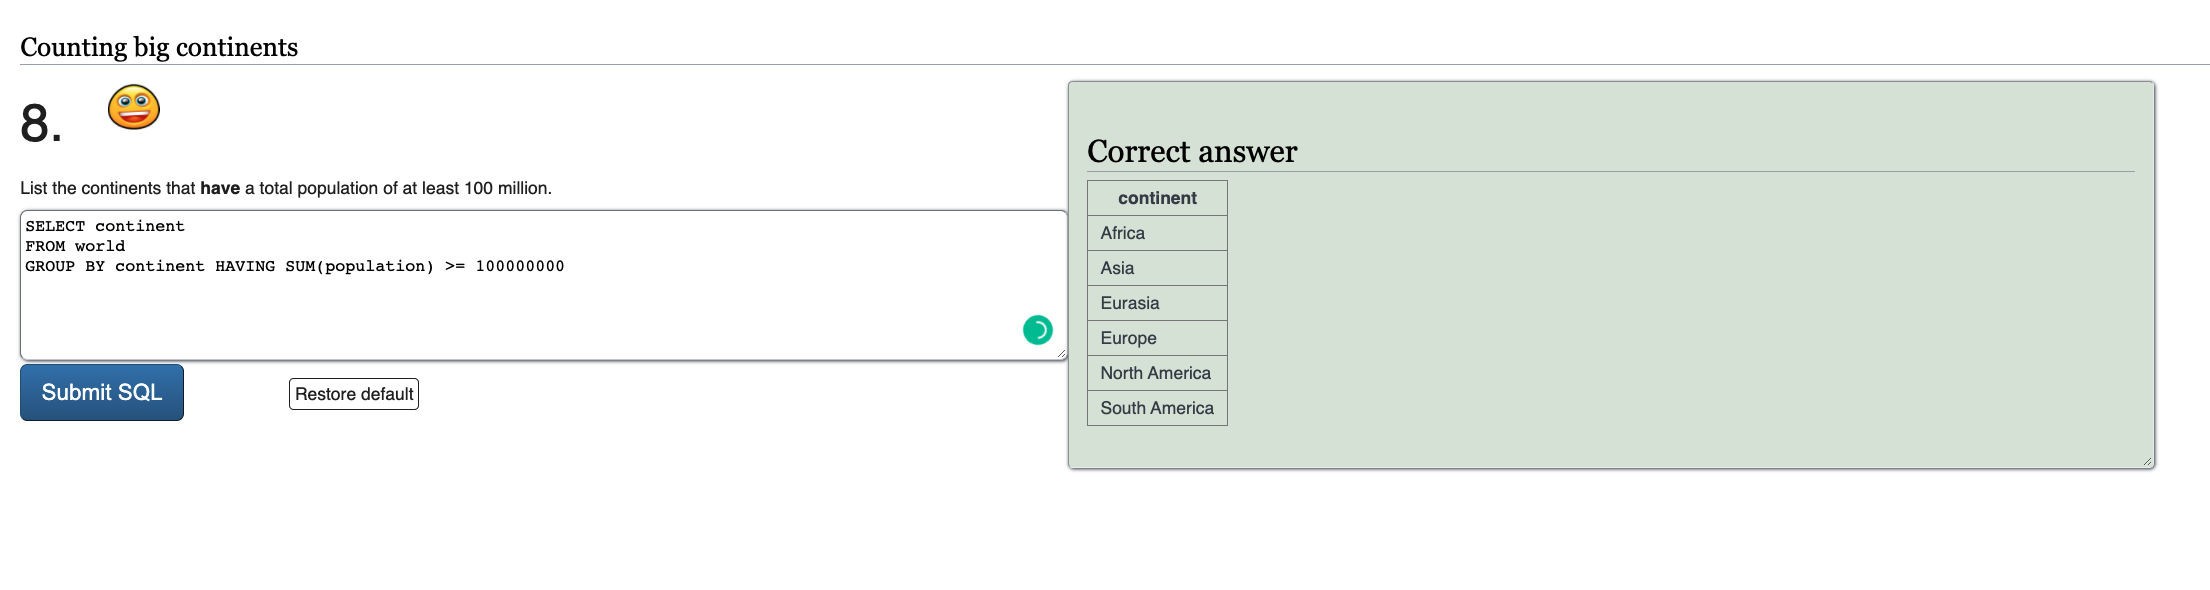 Counting big continents
8.
List the continents that have a total population of at least 100 million.
SELECT continent
FROM world
GROUP BY continent HAVING SUM(population) >= 100000000
Submit SQL
Restore default
Correct answer
continent
Africa
Asia
Eurasia
Europe
North America
South America